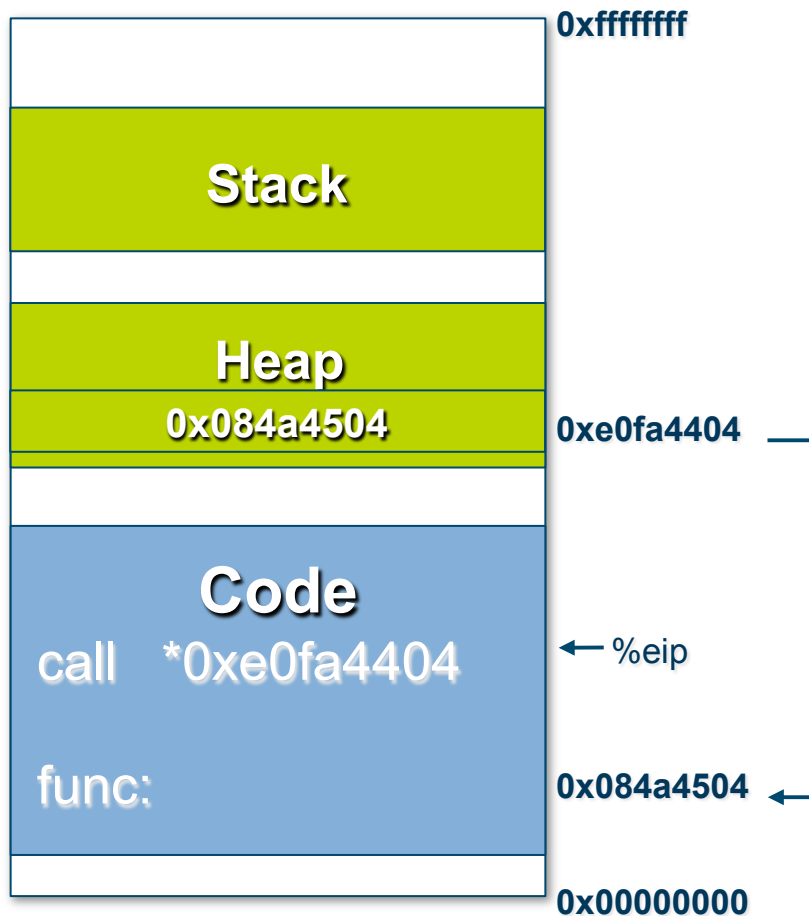 0xffffffff
Stack
Heap
0x084a4504 0xe0fa4404
Code
call *0xe0fa4404 %eip
func: 0x084a4504
0x00000000